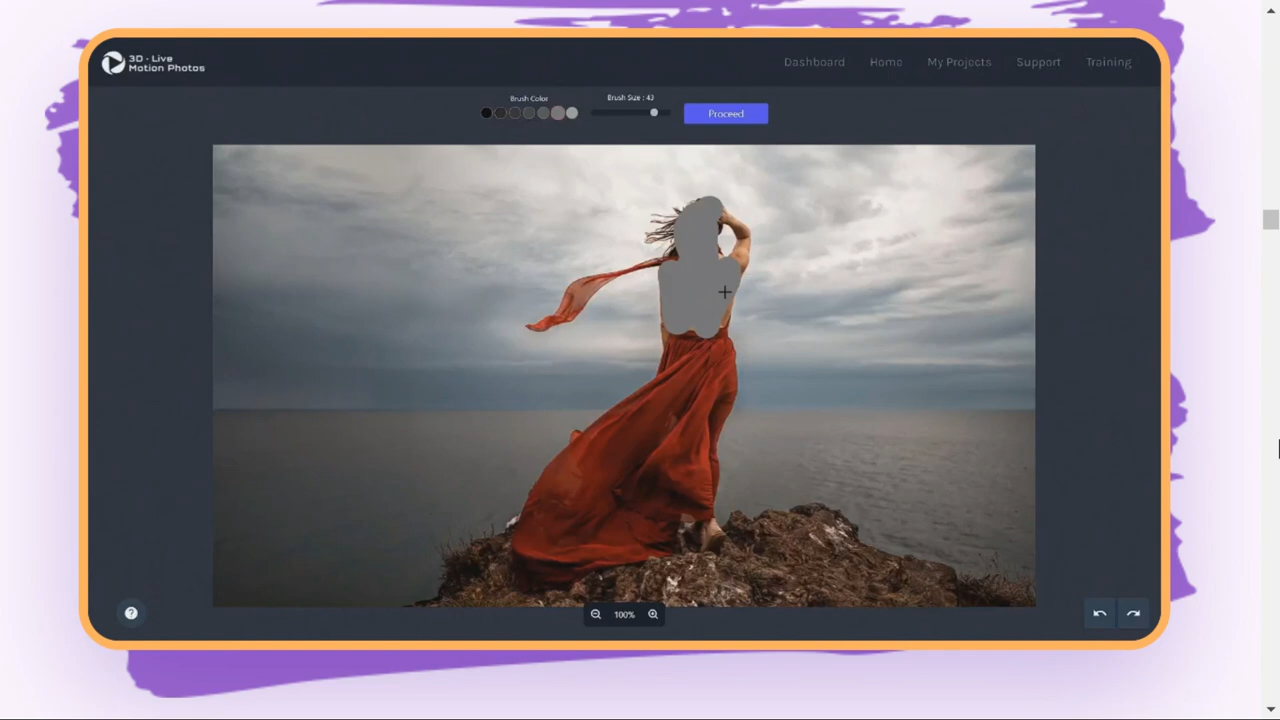 3D - Live
Motion Photos
Dashboard
Home
My Projects
Support
Training
Brush Color
Brush Size : 43
Proceed
100%